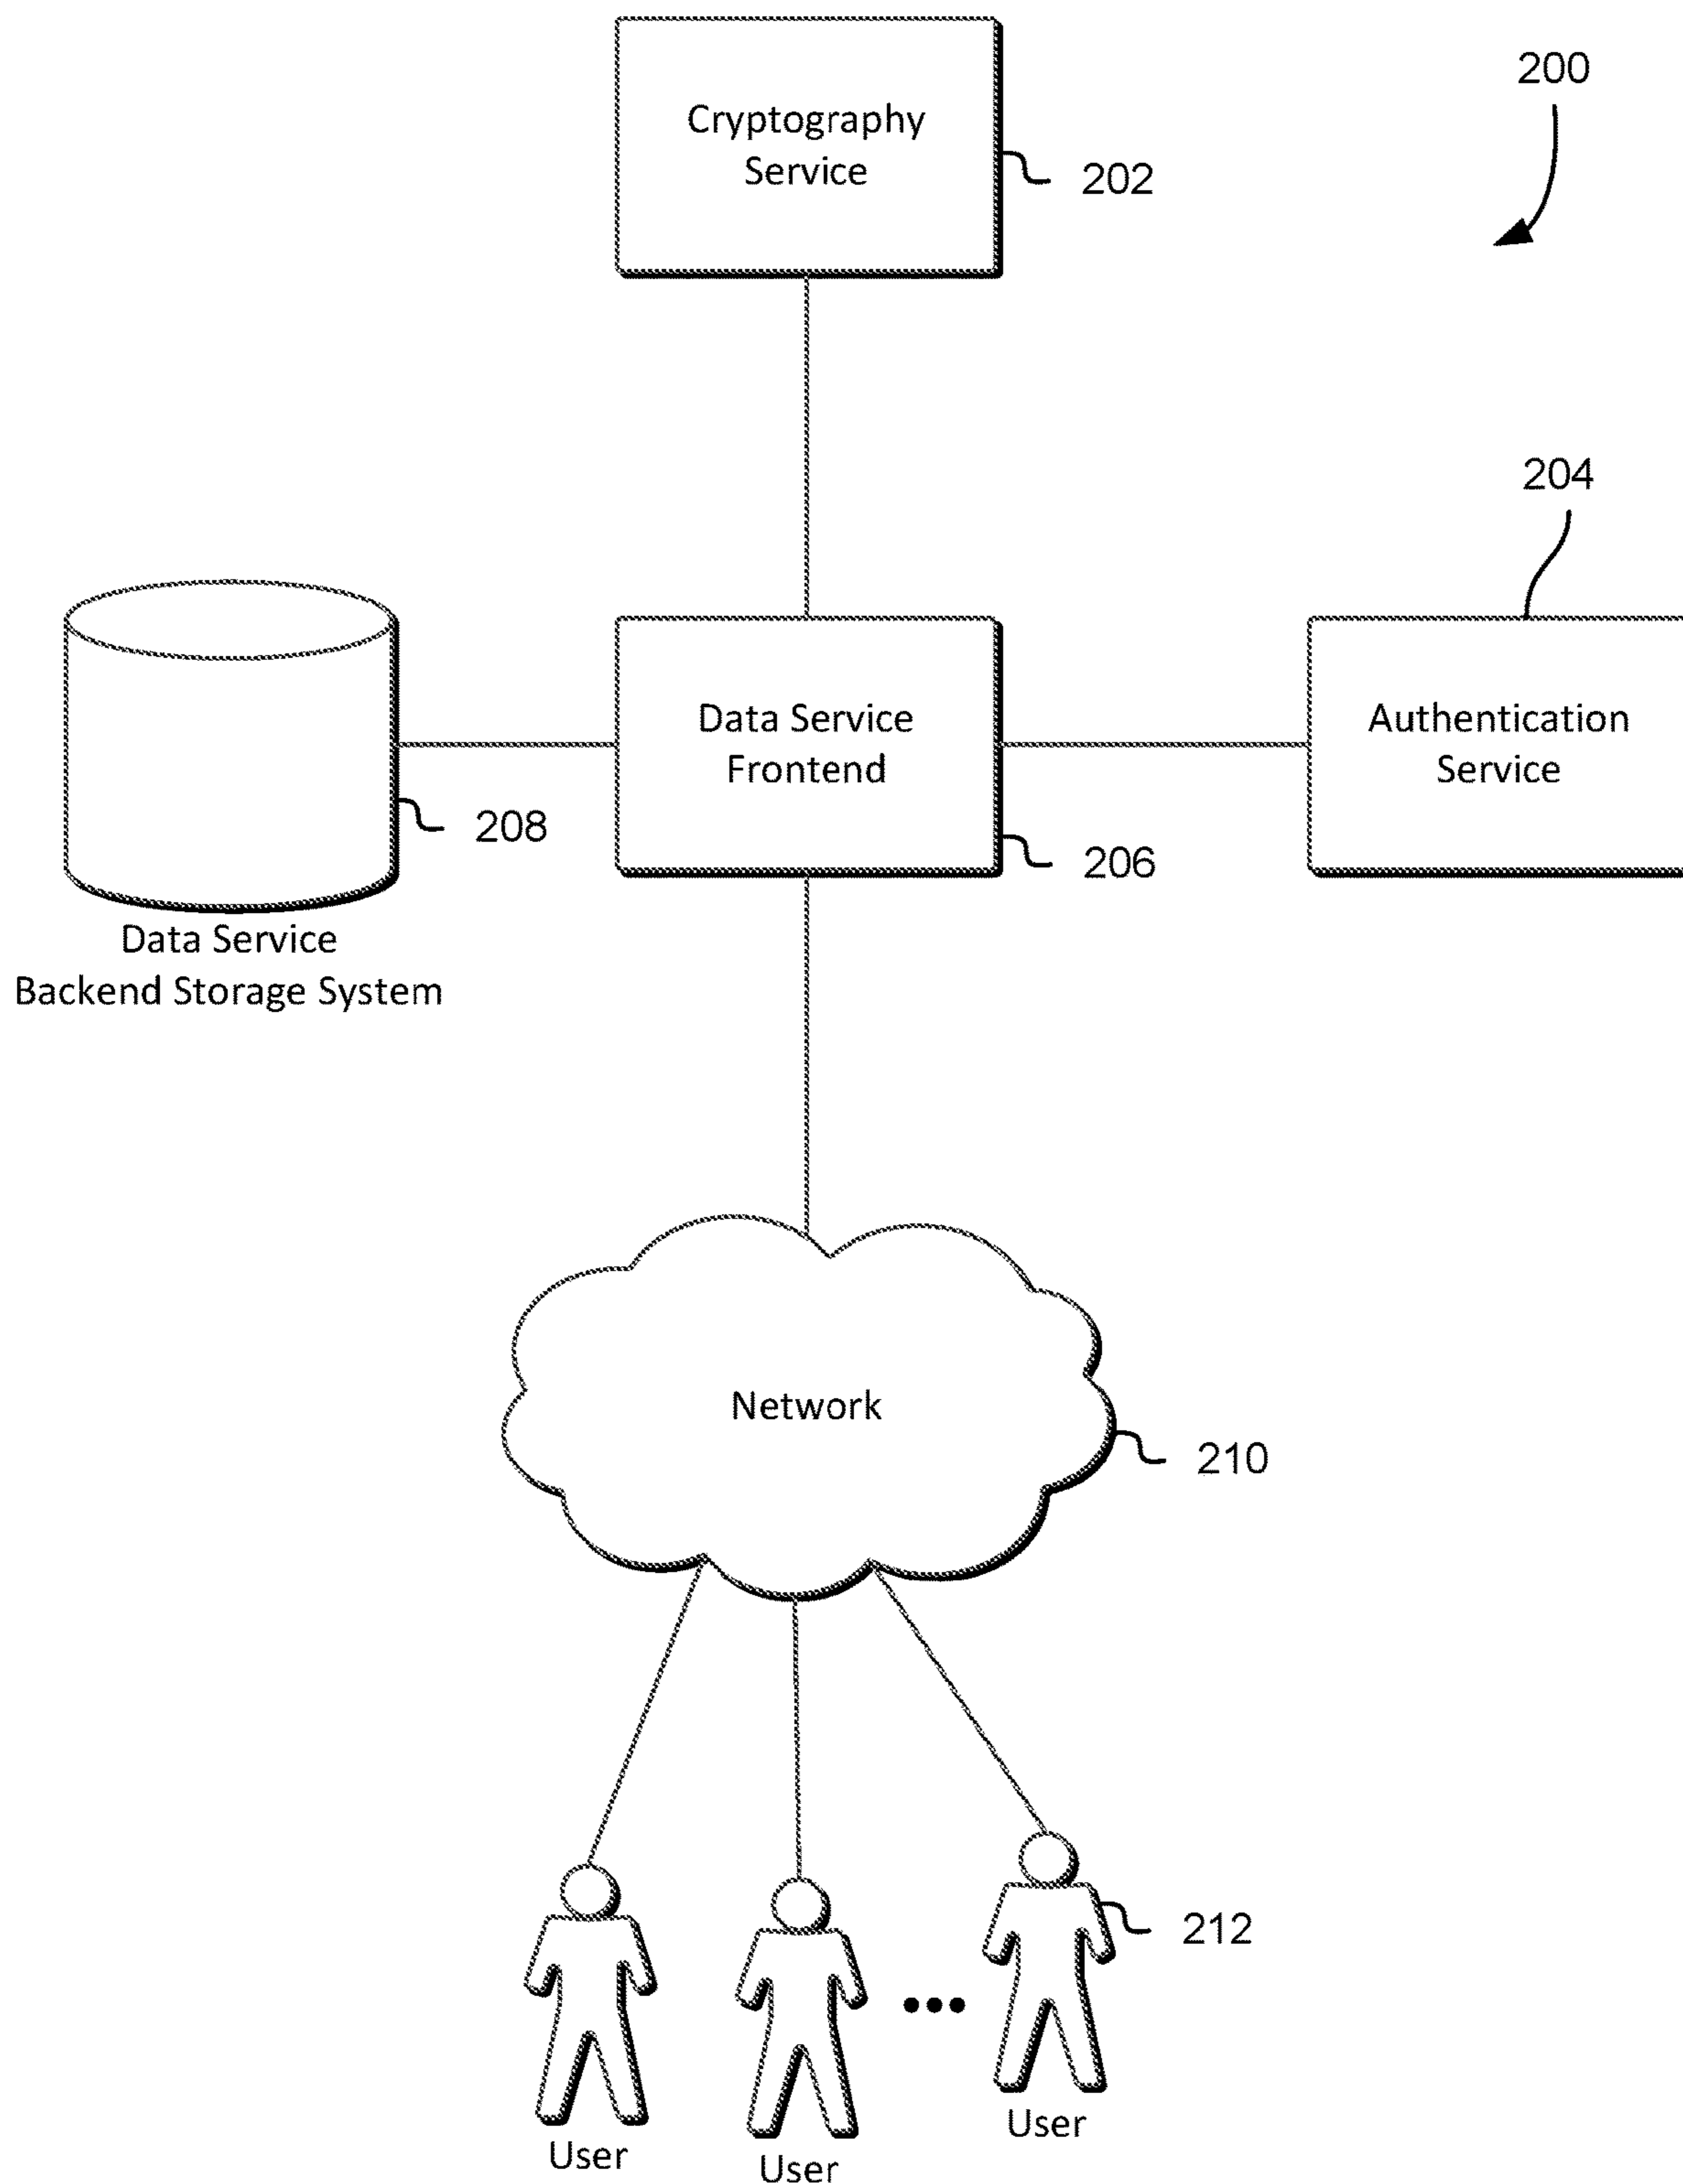 Cryptography
Service
200
202
204
Data Service
Frontend
Authentication
Service
208
206
Data Service
Backend Storage System
Network
210
212
User
User
User